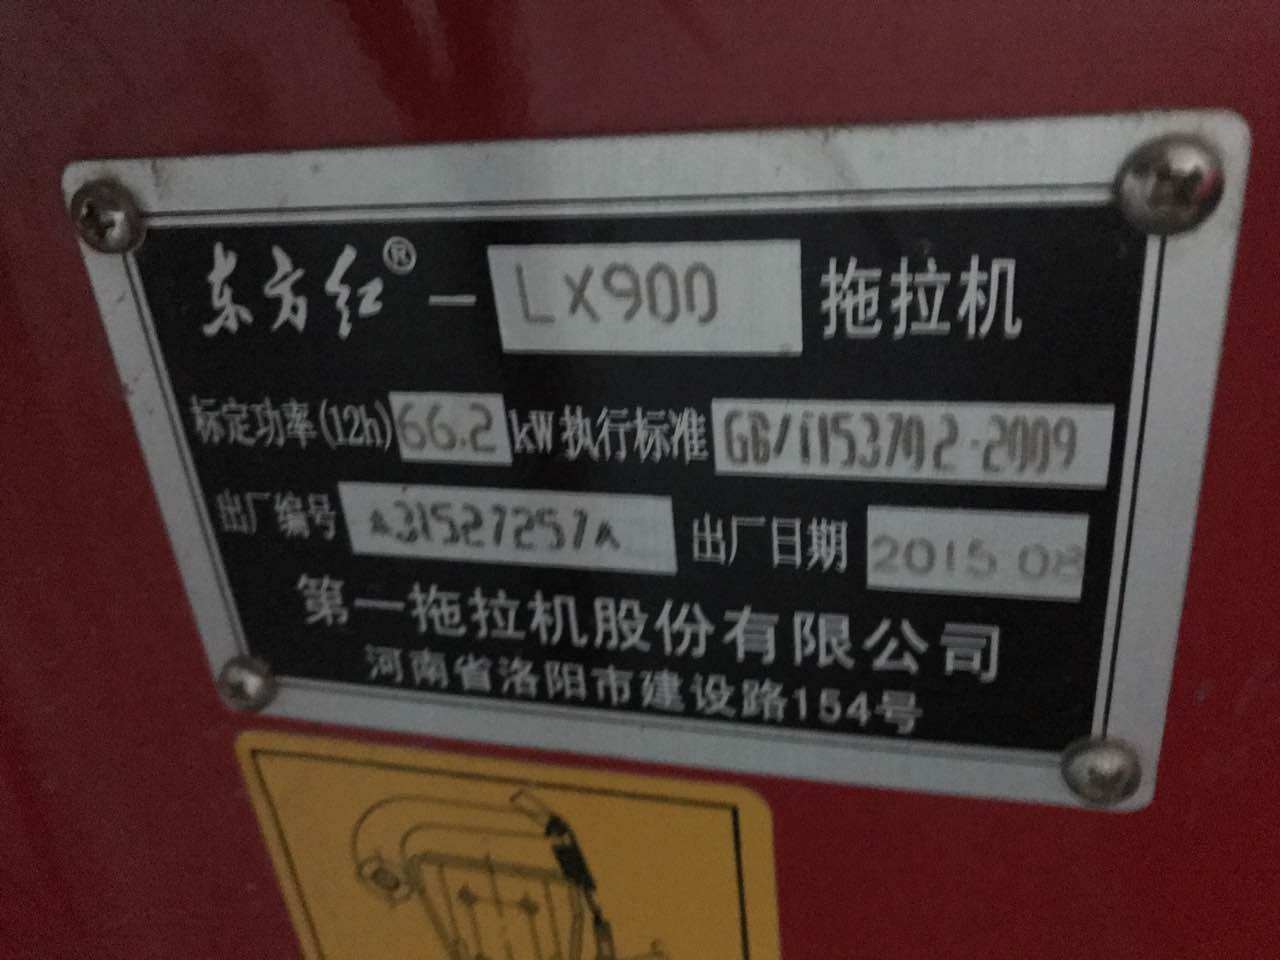 东方红® - LX900 拖拉机
标定功率(12h) 66.2 kW 执行标准 GB/T15370.2-2009
出厂编号 A31527257A 出厂日期 2015 08
第一拖拉机股份有限公司
河南省洛阳市建设路154号